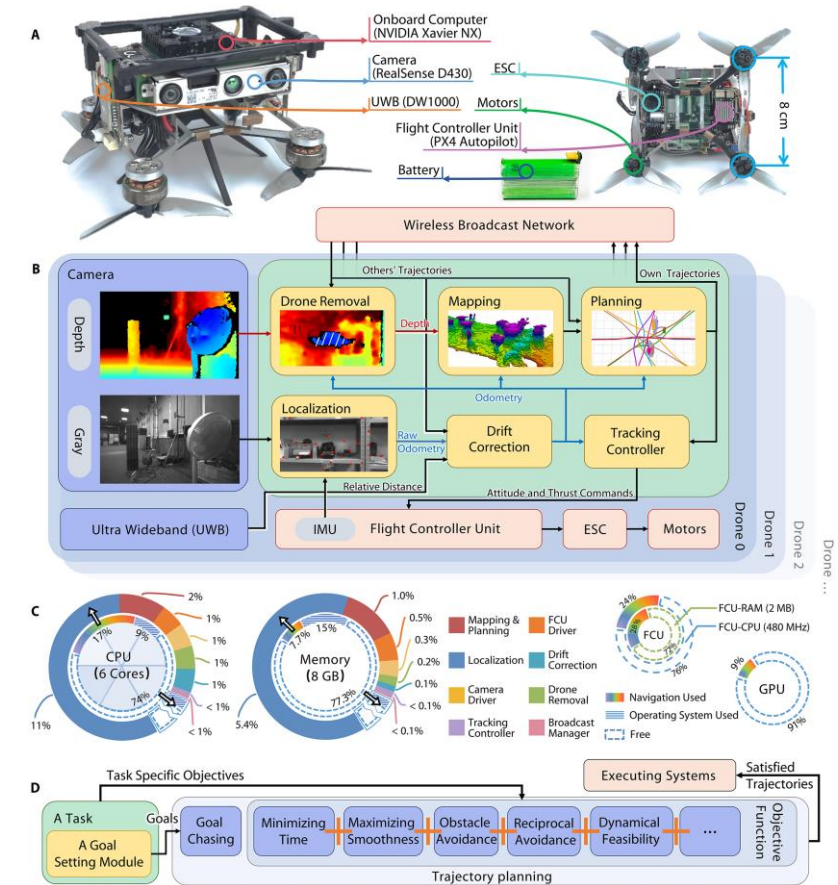 A
Onboard Computer
(NVIDIA Xavier NX)
Camera
(RealSense D430)
UWB (DW1000)
ESC
Motors
Flight Controller Unit
(PX4 Autopilot)
Battery
8 cm
Wireless Broadcast Network
B
Camera
Depth
Gray
Others' Trajectories
Own Trajectories
Drone Removal
Depth
Mapping
Planning
Odometry
Localization
Raw
Odometry
Drift
Correction
Tracking
Controller
Relative Distance
Attitude and Thrust Commands
Ultra Wideband (UWB)
IMU
Flight Controller Unit
ESC
Motors
Drone 0
Drone 1
Drone 2
Drone ...
C
2%
1%
1%
1%
1%
< 1%
< 1%
11%
17%
9%
74%
CPU
(6 Cores)
1.0%
0.5%
0.3%
0.2%
0.1%
< 0.1%
< 0.1%
5.4%
7.7%
15%
77.3%
Memory
(8 GB)
Mapping &
Planning
FCU
Driver
Localization
Drift
Correction
Camera
Driver
Drone
Removal
Tracking
Controller
Broadcast
Manager
24%
28%
FCU
72%
76%
FCU-RAM (2 MB)
FCU-CPU (480 MHz)
9%
GPU
91%
Navigation Used
Operating System Used
Free
D
Task Specific Objectives
Executing Systems
Satisfied
Trajectories
A Task
A Goal
Setting Module
Goals
Goal
Chasing
Minimizing
Time
Maximizing
Smoothness
Obstacle
Avoidance
Reciprocal
Avoidance
Dynamical
Feasibility
...
Objective
Function
Trajectory planning